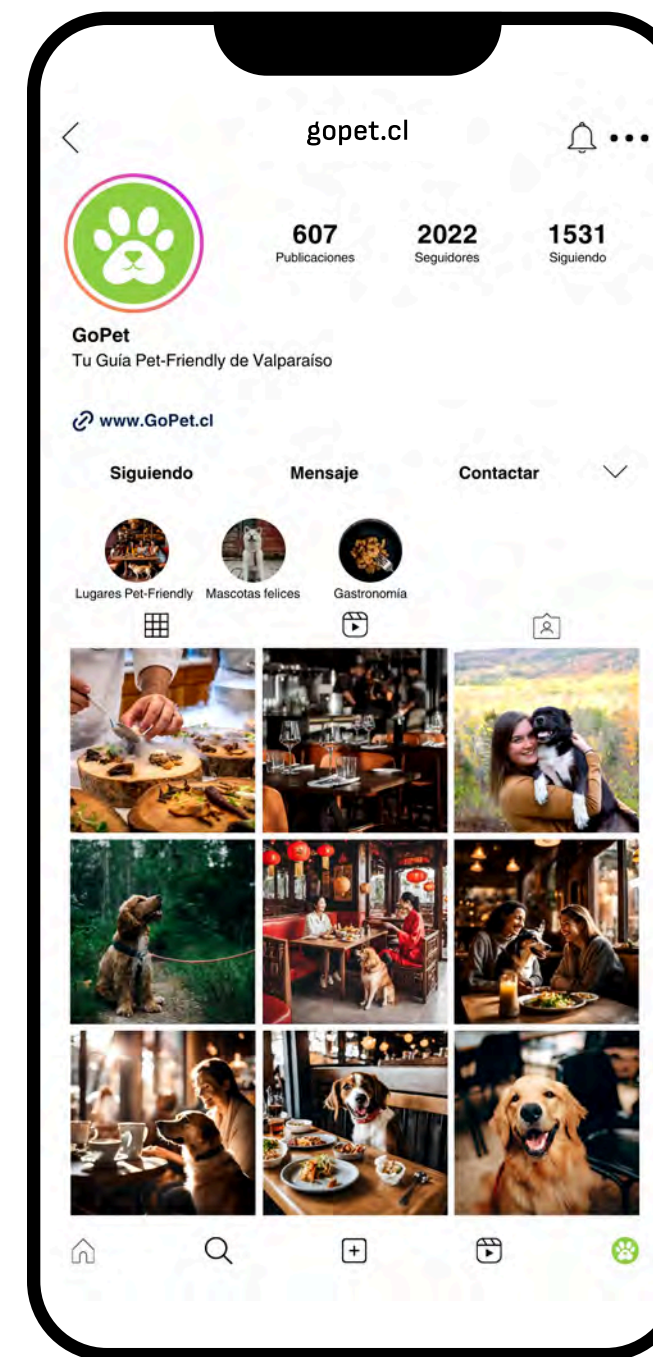 gopet.cl
607 2022 1531
Publicaciones Seguidores Siguiendo
GoPet
Tu Guía Pet-Friendly de Valparaíso
www.GoPet.cl
Siguiendo Mensaje Contactar
Lugares Pet-Friendly Mascotas felices Gastronomía